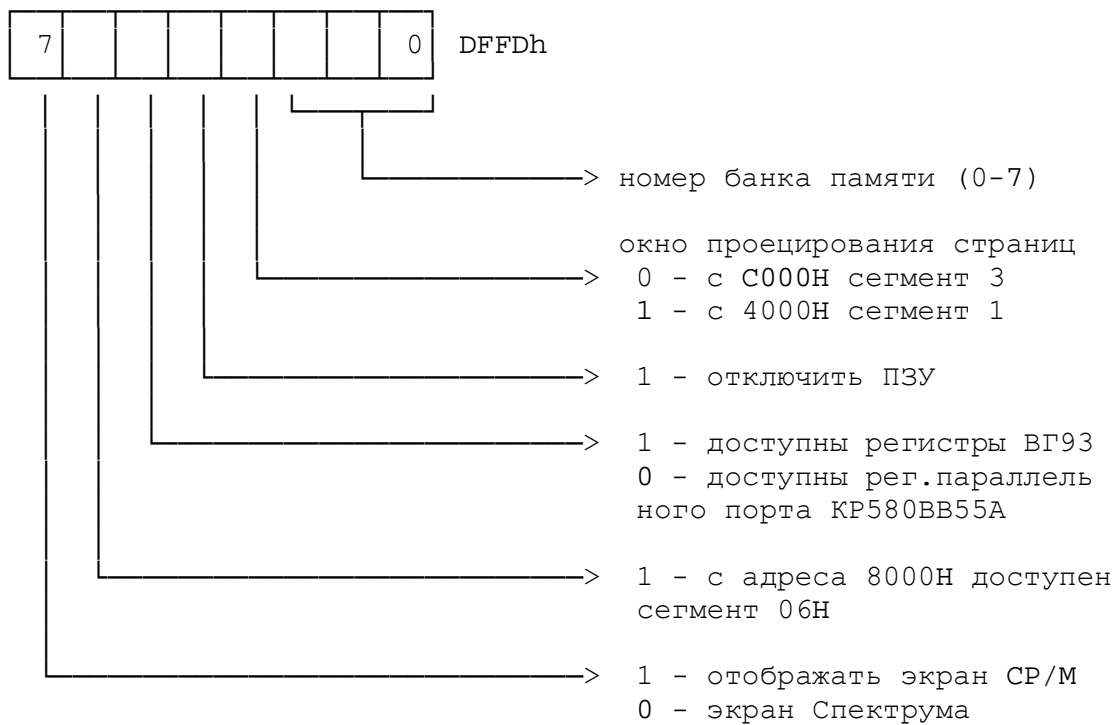 7 0 DFFDh
номер банка памяти (0-7)
окно проецирования страниц
0 - с C000H сегмент 3
1 - с 4000H сегмент 1
1 - отключить ПЗУ
1 - доступны регистры ВГ93
0 - доступны рег.параллель
ного порта КР580ВВ55А
1 - с адреса 8000H доступен
сегмент 06H
1 - отображать экран CP/M
0 - экран Спектрума